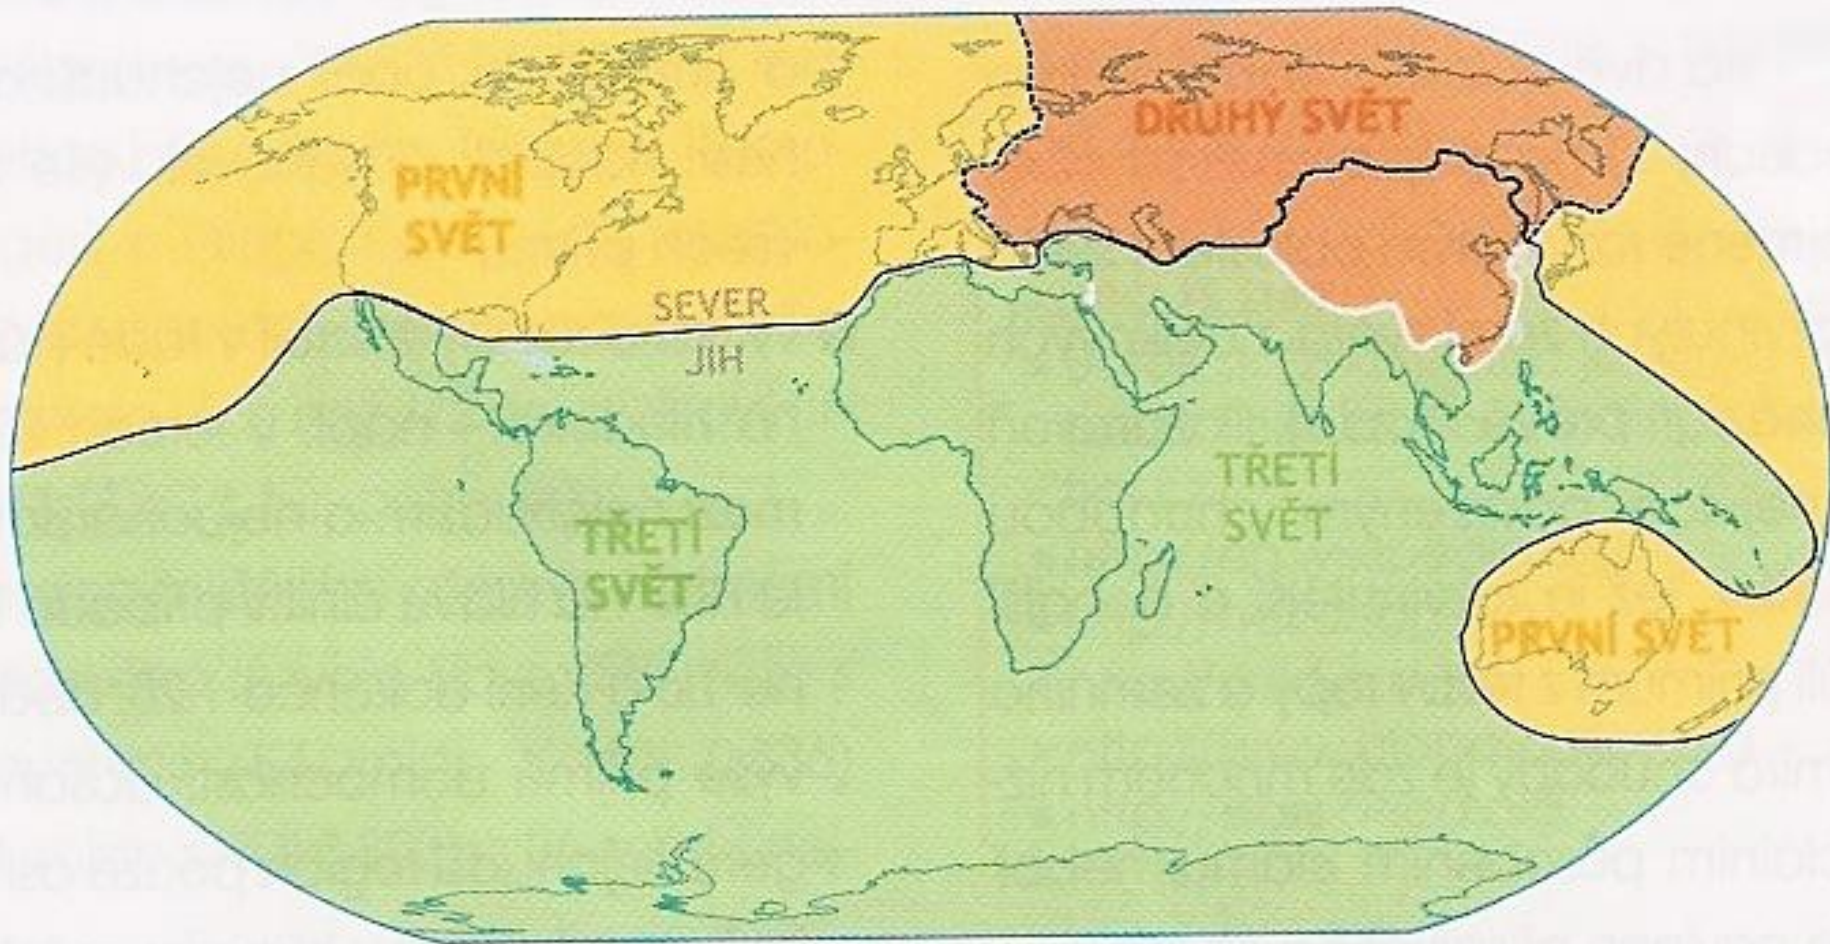 DRUHÝ SVĚT
PRVNÍ
SVĚT
SEVER
JIH
TŘETÍ
SVĚT
TŘETÍ
SVĚT
PRVNÍ SVĚT